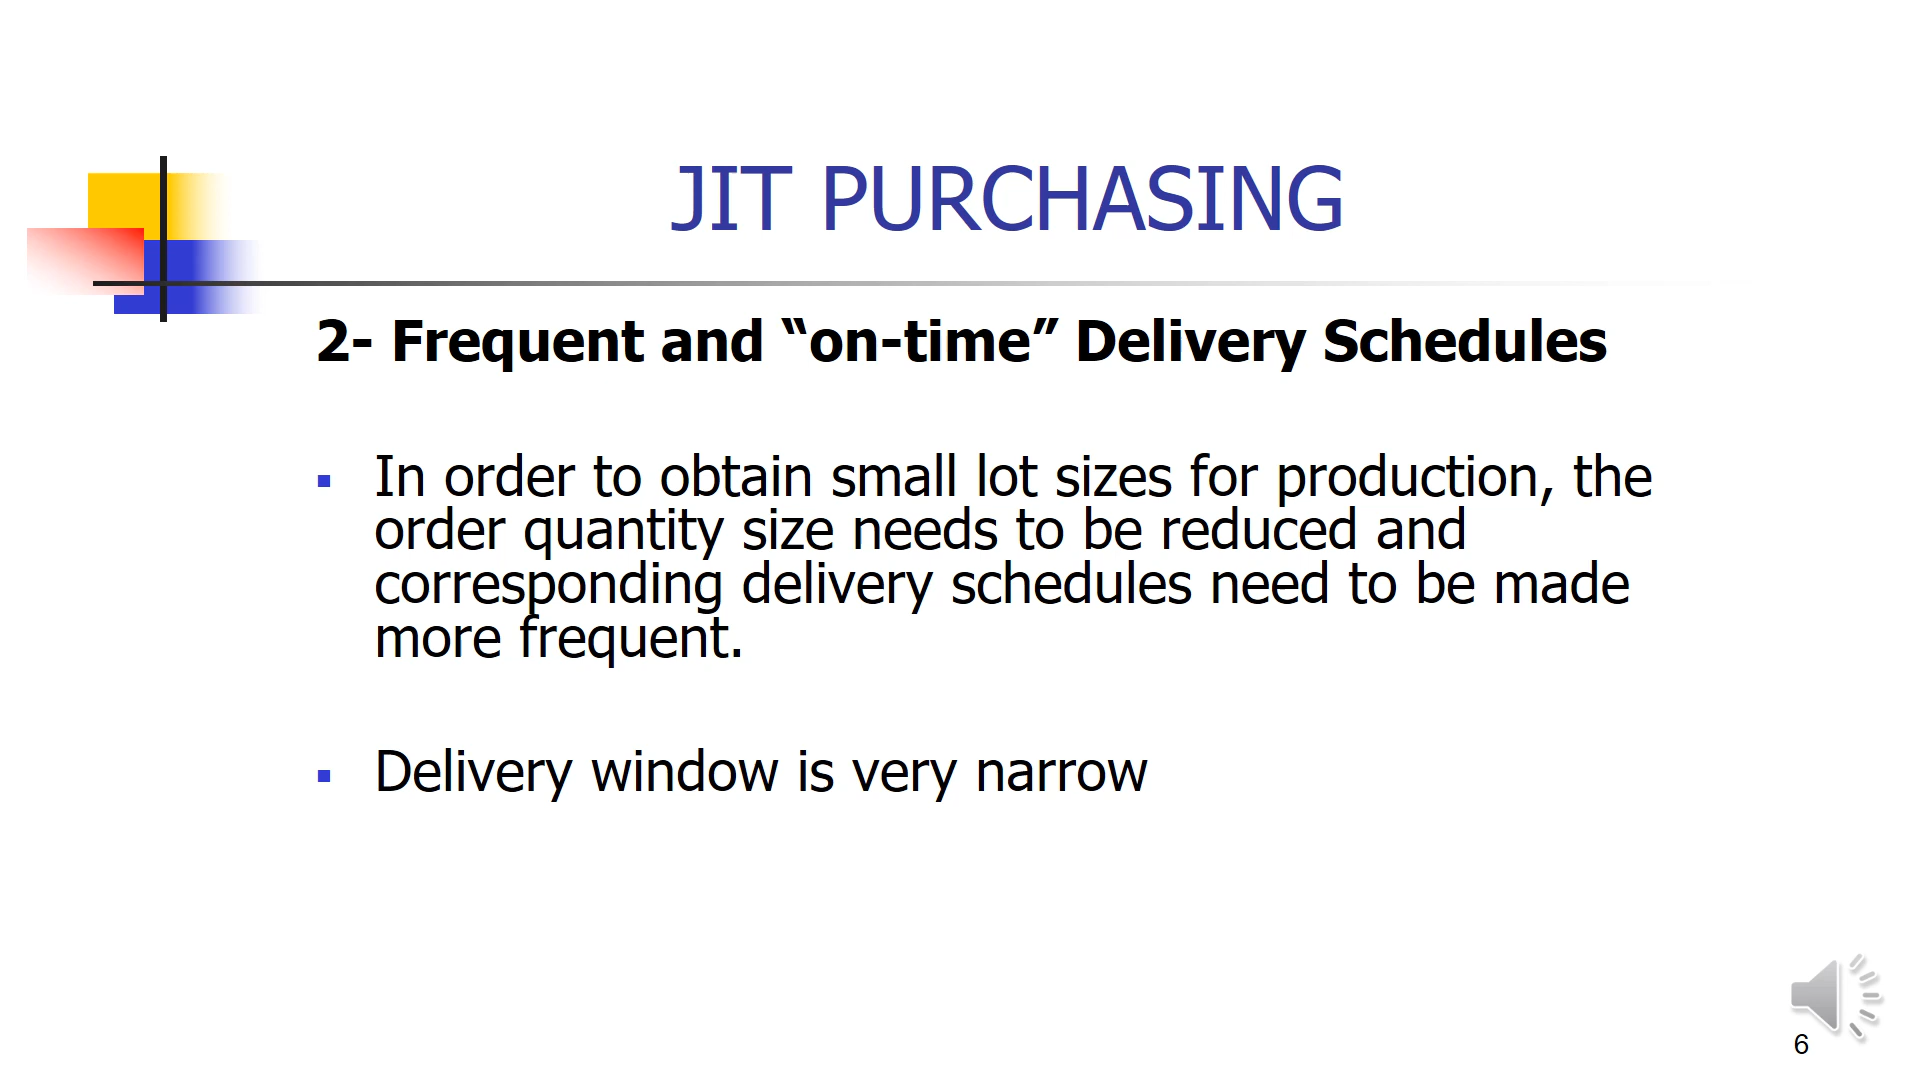 JIT PURCHASING
2- Frequent and “on-time” Delivery Schedules
▪ In order to obtain small lot sizes for production, the
order quantity size needs to be reduced and
corresponding delivery schedules need to be made
more frequent.
▪ Delivery window is very narrow
6